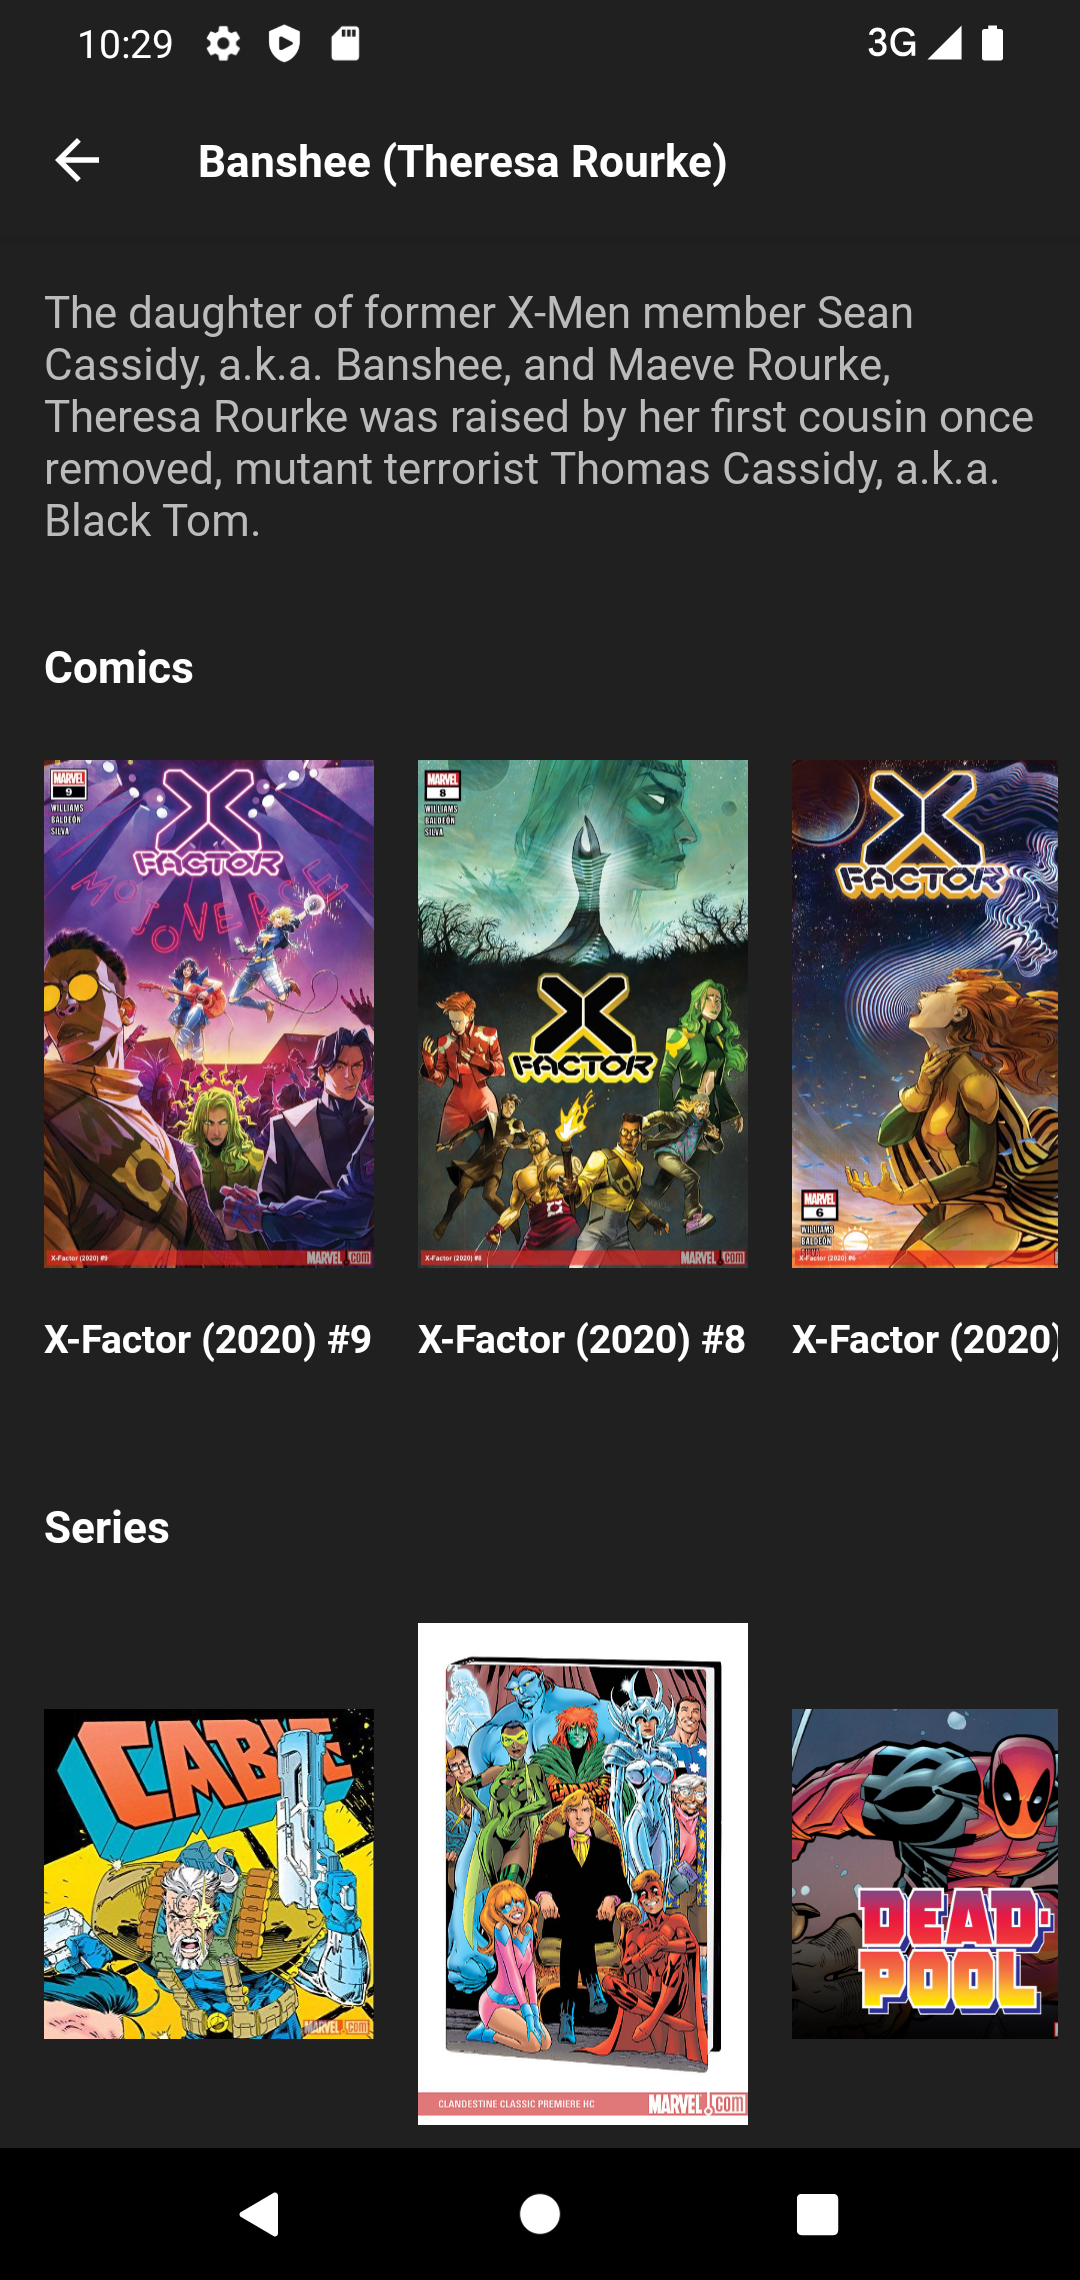 10:29
3G
Banshee (Theresa Rourke)
The daughter of former X-Men member Sean
Cassidy, a.k.a. Banshee, and Maeve Rourke,
Theresa Rourke was raised by her first cousin once
removed, mutant terrorist Thomas Cassidy, a.k.a.
Black Tom.
Comics
MARVEL
9
WILLIAMS
BALDEÓN
SILVA
X
FACTOR
X-Factor (2020) #9
MARVEL.com
MARVEL
8
WILLIAMS
BALDEÓN
SILVA
X
FACTOR
X-Factor (2020) #8
MARVEL.com
X
FACTOR
MARVEL
6
WILLIAMS
BALDEÓN
SILVA
X-Factor (2020) #6
X-Factor (2020) #9
X-Factor (2020) #8
X-Factor (2020)
Series
CABLE
MARVEL.com
CLANDESTINE CLASSIC PREMIERE HC
MARVEL.com
DEAD-
POOL